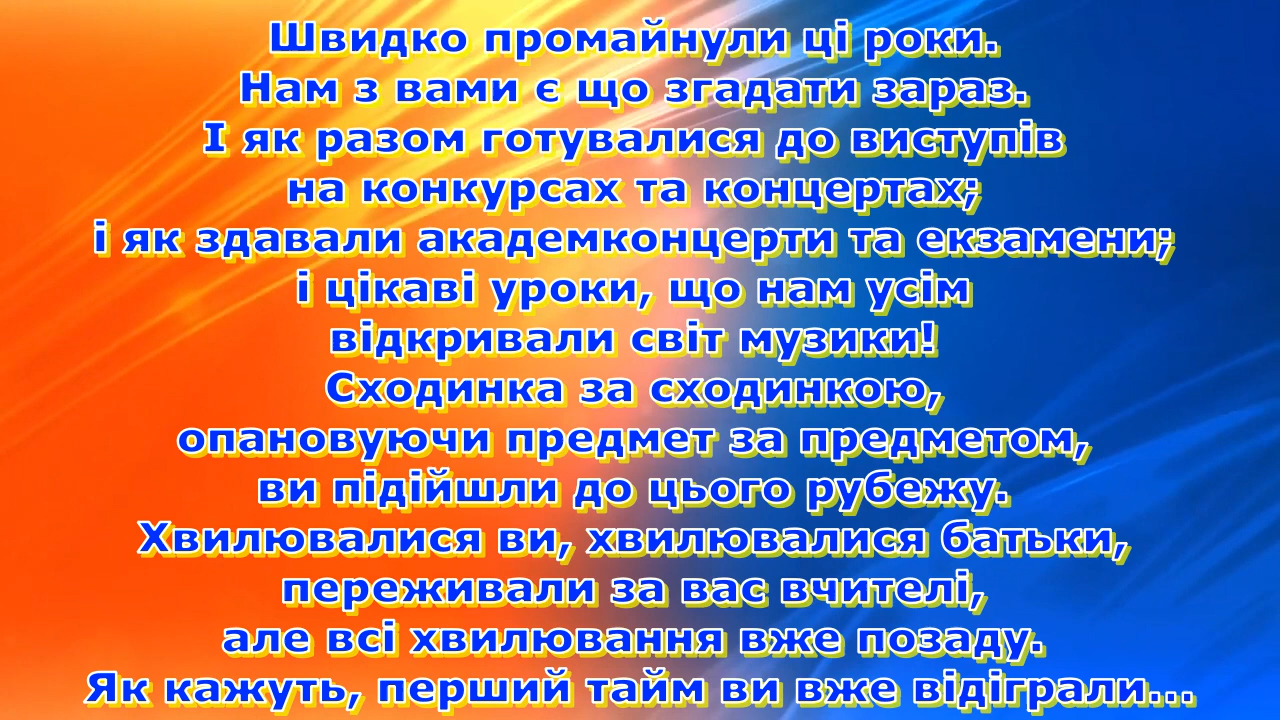 Швидко промайнули ці роки.
Нам з вами є що згадати зараз.
І як разом готувалися до виступів
на конкурсах та концертах;
і як здавали академконцерти та екзамени;
і цікаві уроки, що нам усім
відкривали світ музики!
Сходинка за сходинкою,
опановуючи предмет за предметом,
ви підійшли до цього рубежу.
Хвилювалися ви, хвилювалися батьки,
переживали за вас вчителі,
але всі хвилювання вже позаду.
Як кажуть, перший тайм ви вже відіграли...